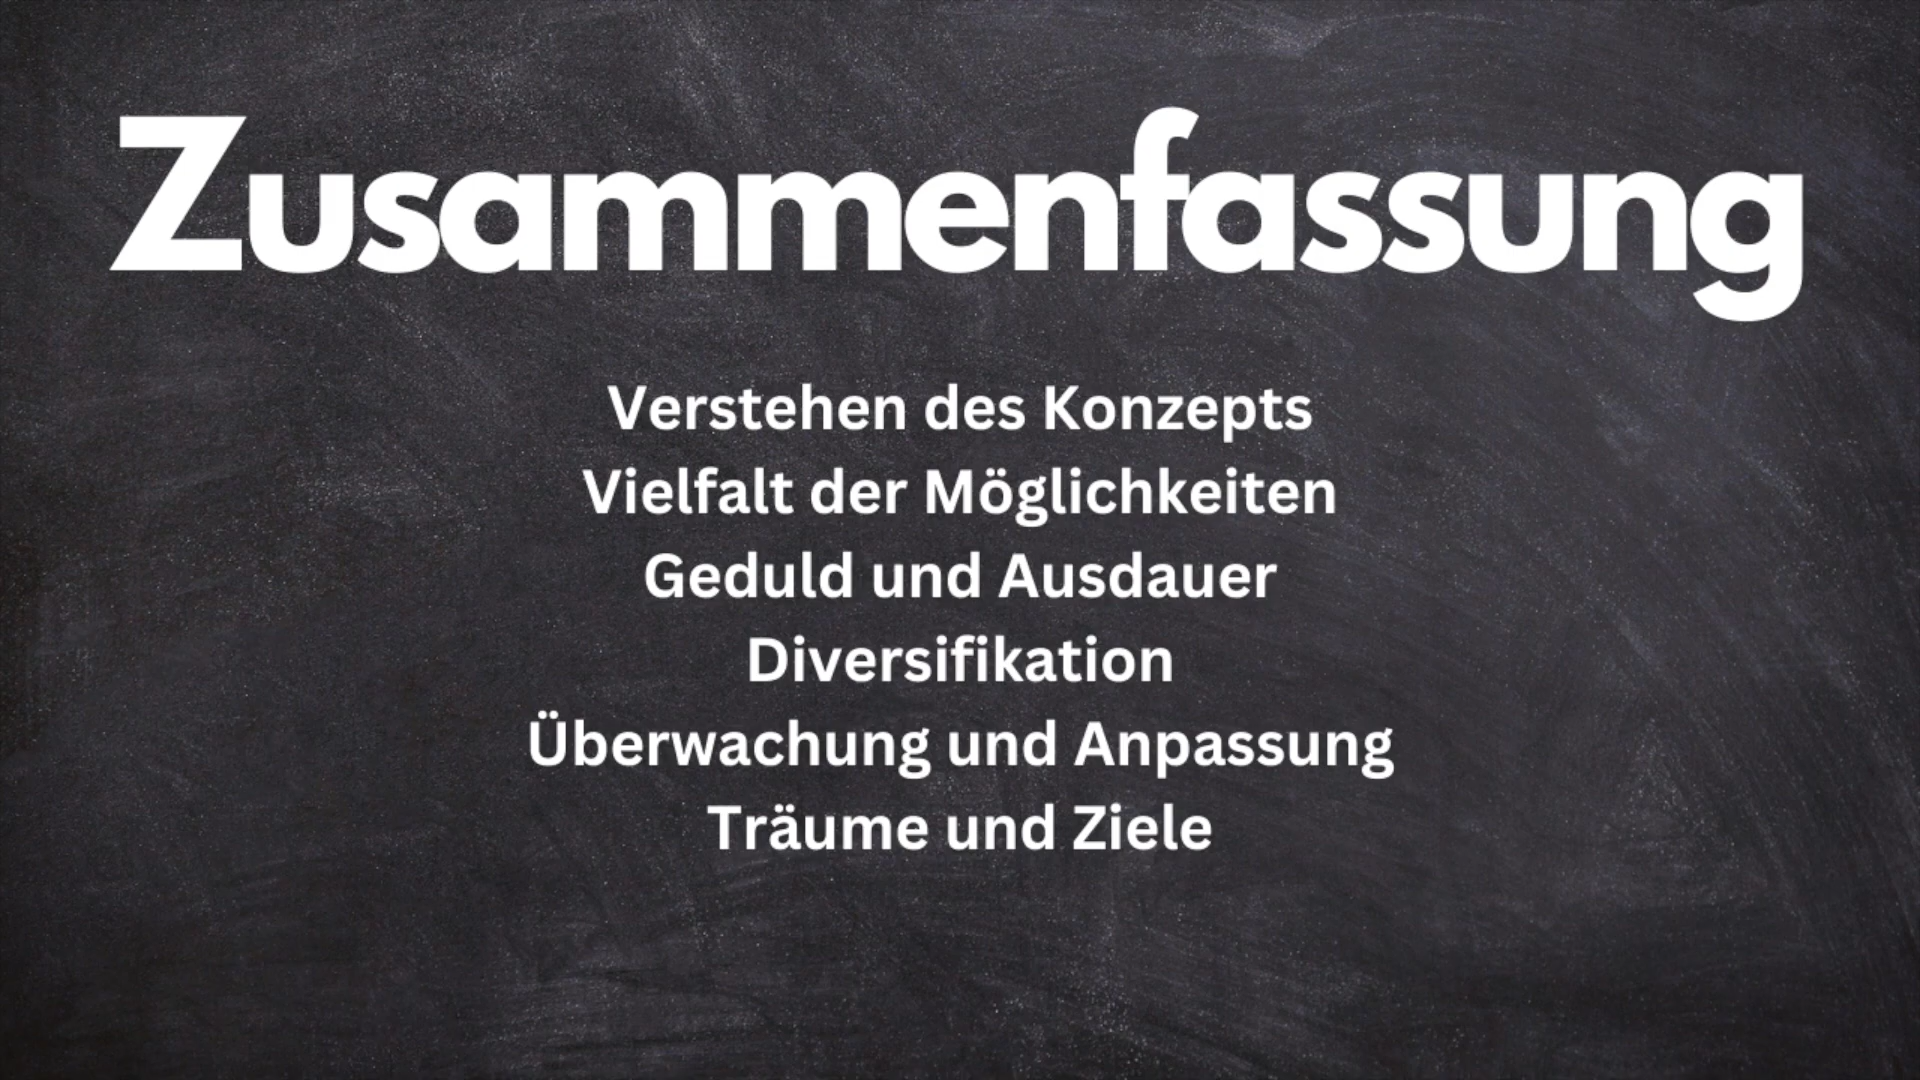 Zusammenfassung
Verstehen des Konzepts
Vielfalt der Möglichkeiten
Geduld und Ausdauer
Diversifikation
Überwachung und Anpassung
Träume und Ziele